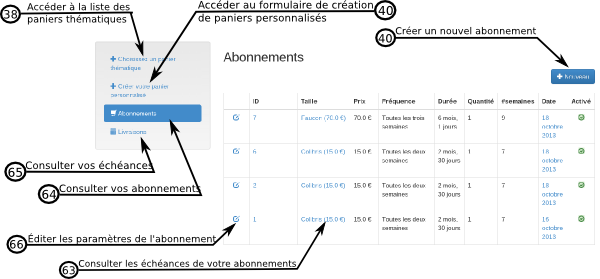 38 Accéder à la liste des
paniers thématiques
Accéder au formulaire de création 40
de paniers personnalisés
40 Créer un nouvel abonnement
Choisissez un panier
thématique
Créer votre panier
personnalisé
Abonnements
Livraisons
Abonnements
Nouveau
ID Taille Prix Fréquence Durée Quantité #semaines Date Activé
7 Faucon (70.0 €) 70.0 € Toutes les trois semaines 6 mois, 1 jours 1 9 18 octobre 2013
6 Colibris (15.0 €) 15.0 € Toutes les deux semaines 2 mois, 30 jours 1 7 18 octobre 2013
2 Colibris (15.0 €) 15.0 € Toutes les deux semaines 2 mois, 30 jours 1 7 18 octobre 2013
1 Colibris (15.0 €) 15.0 € Toutes les deux semaines 2 mois, 30 jours 1 7 16 octobre 2013
65 Consulter vos échéances
64 Consulter vos abonnements
66 Éditer les paramètres de l'abonnement
63 Consulter les échéances de votre abonnements